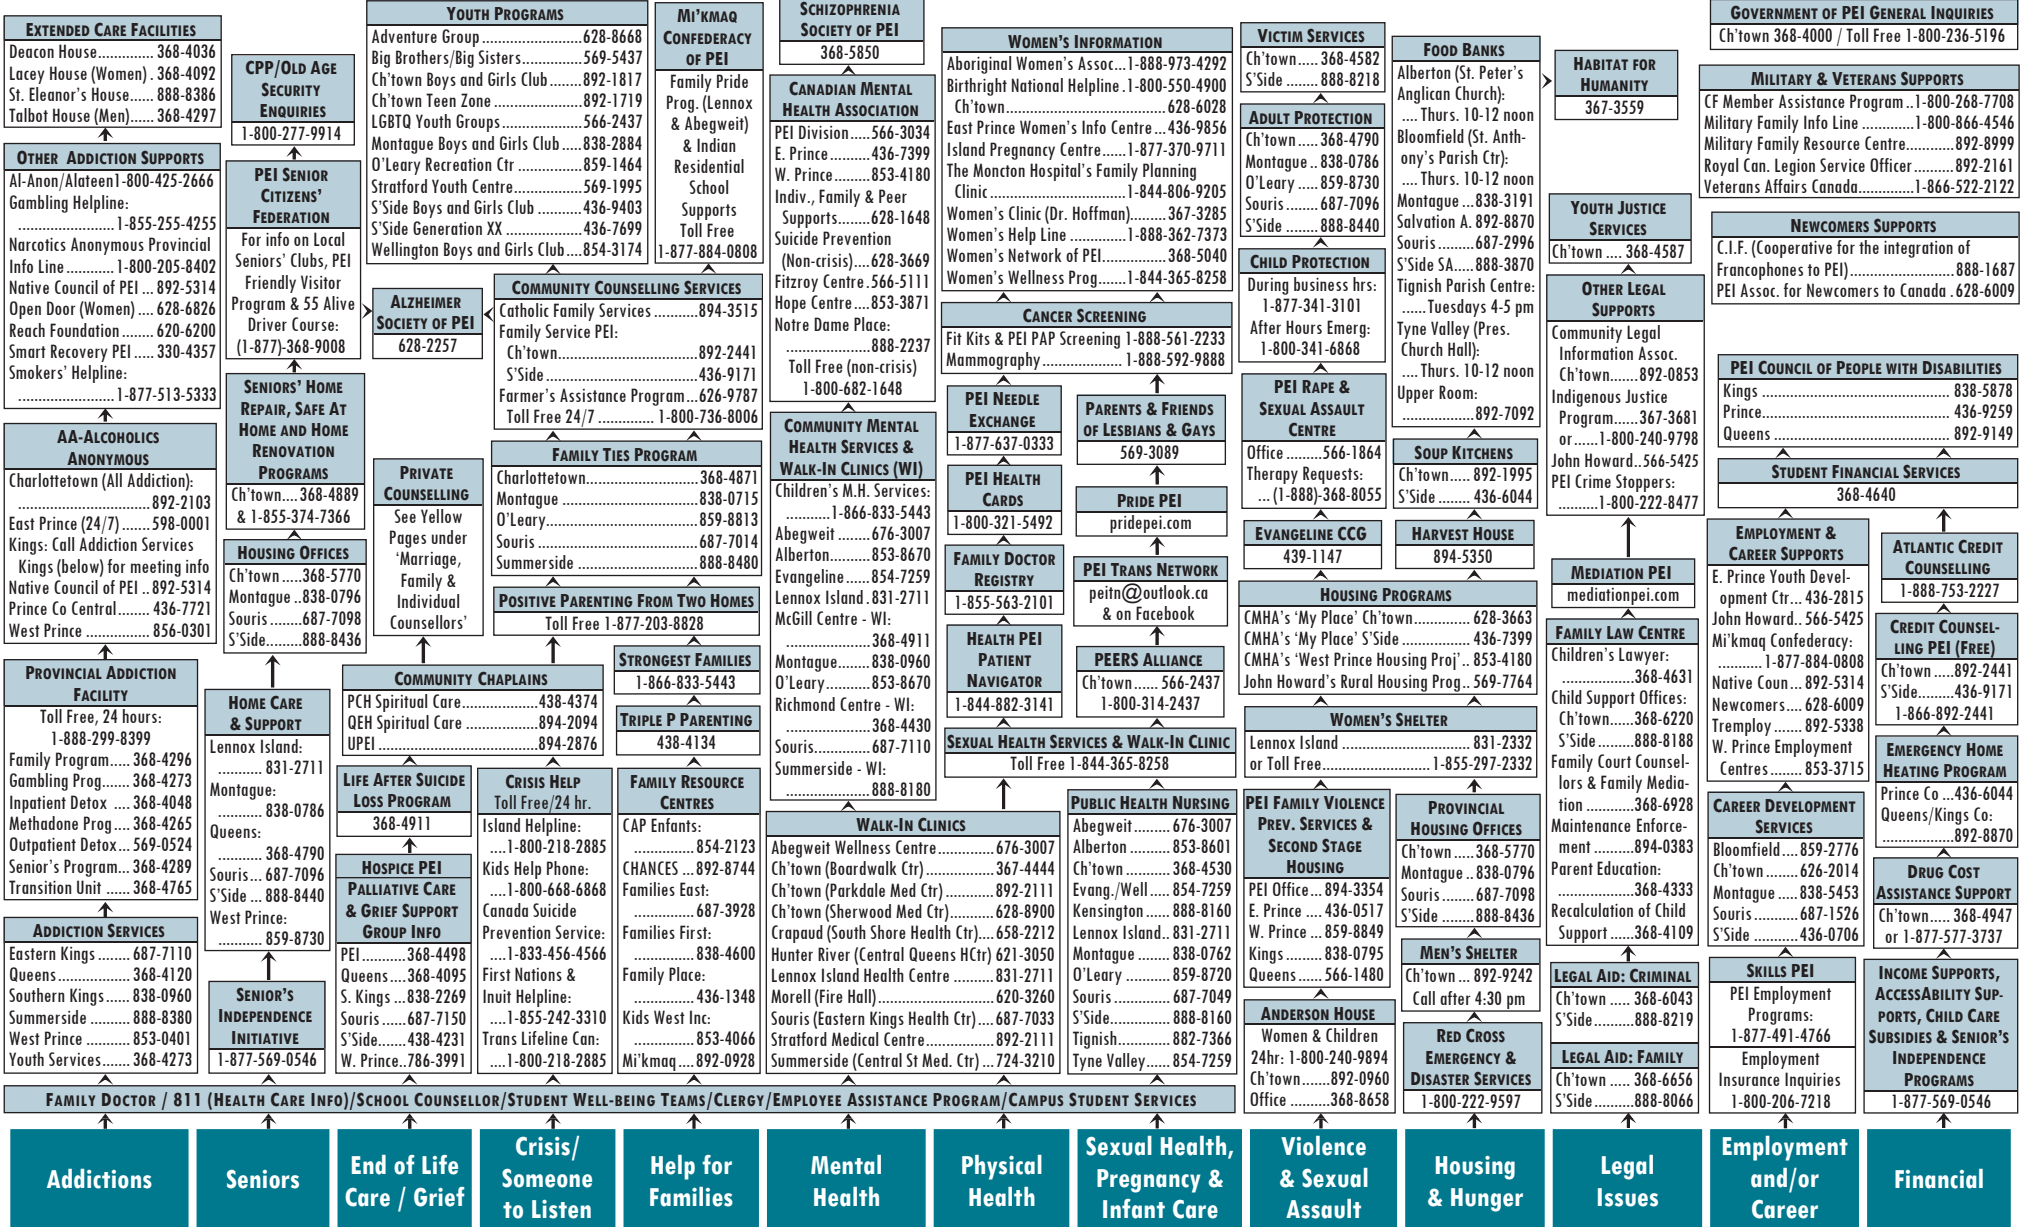 EXTENDED CARE FACILITIES
Deacon House.............. 368-4036
Lacey House (Women) . 368-4092
St. Eleanor's House...... 888-8386
Talbot House (Men)...... 368-4297
OTHER ADDICTION SUPPORTS
Al-Anon/Alateen1-800-425-2666
Gambling Helpline:
....................1-855-255-4255
Narcotics Anonymous Provincial
Info Line ...........1-800-205-8402
Native Council of PEI .. 892-5314
Open Door (Women) .... 628-6826
Reach Foundation......... 620-6200
Smart Recovery PEI ..... 330-4357
Smokers' Helpline:
....................1-877-513-5333
AA-ALCOHOLICS
ANONYMOUS
Charlottetown (All Addiction):
............................892-2103
East Prince (24/7) ...... 598-0001
Kings: Call Addiction Services
Kings (below) for meeting info
Native Council of PEI ..892-5314
Prince Co Central........ 436-7721
West Prince ................ 856-0301
PROVINCIAL ADDICTION
FACILITY
Toll Free, 24 hours:
1-888-299-8399
Family Program..... 368-4296
Gambling Prog....... 368-4273
Inpatient Detox .... 368-4048
Methadone Prog .... 368-4265
Outpatient Detox... 569-0524
Senior's Program... 368-4289
Transition Unit ...... 368-4765
ADDICTION SERVICES
Eastern Kings ........ 687-7110
Queens................. 368-4120
Southern Kings....... 838-0960
Summerside .......... 888-8380
West Prince .......... 853-0401
Youth Services....... 368-4273
CPP/OLD AGE
SECURITY
ENQUIRIES
1-800-277-9914
PEI SENIOR
CITIZENS'
FEDERATION
For info on Local
Seniors' Clubs, PEI
Friendly Visitor
Program & 55 Alive
Driver Course:
(1-877)-368-9008
SENIORS' HOME
REPAIR, SAFE AT
HOME AND HOME
RENOVATION
PROGRAMS
Ch'town.... 368-4889
& 1-855-374-7366
HOUSING OFFICES
Ch'town .....368-5770
Montague ..838-0796
Souris .......687-7098
S'Side........888-8436
HOME CARE
& SUPPORT
Lennox Island:
.......... 831-2711
Montague:
.......... 838-0786
Queens:
.......... 368-4790
Souris... 687-7096
S'Side ... 888-8440
West Prince:
.......... 859-8730
SENIOR'S
INDEPENDENCE
INITIATIVE
1-877-569-0546
YOUTH PROGRAMS
Adventure Group .......................628-8668
Big Brothers/Big Sisters..............569-5437
Ch'town Boys and Girls Club ........892-1817
Ch'town Teen Zone ....................892-1719
LGBTQ Youth Groups ...................566-2437
Montague Boys and Girls Club .....838-2884
O'Leary Recreation Ctr ...............859-1464
Stratford Youth Centre................569-1995
S'Side Boys and Girls Club ..........436-9403
S'Side Generation XX .................436-7699
Wellington Boys and Girls Club....854-3174
ALZHEIMER
SOCIETY OF PEI
628-2257
PRIVATE
COUNSELLING
See Yellow
Pages under
'Marriage,
Family &
Individual
Counsellors'
COMMUNITY CHAPLAINS
PCH Spiritual Care...............438-4374
QEH Spiritual Care ..............894-2094
UPEI ................................894-2876
LIFE AFTER SUICIDE
LOSS PROGRAM
368-4911
HOSPICE PEI
PALLIATIVE CARE
& GRIEF SUPPORT
GROUP INFO
PEI..........368-4498
Queens.....368-4095
S. Kings ...838-2269
Souris ......687-7150
S'Side.......438-4231
W. Prince..786-3991
MI'KMAQ
CONFEDERACY
OF PEI
Family Pride
Prog. (Lennox
& Abegweit)
& Indian
Residential
School
Supports
Toll Free
1-877-884-0808
COMMUNITY COUNSELLING SERVICES
Catholic Family Services ..........894-3515
Family Service PEI:
Ch'town...............................892-2441
S'Side .................................436-9171
Farmer's Assistance Program...626-9787
Toll Free 24/7 ............. 1-800-736-8006
FAMILY TIES PROGRAM
Charlottetown.........................368-4871
Montague ..............................838-0715
O'Leary..................................859-8813
Souris ....................................687-7014
Summerside ...........................888-8480
POSITIVE PARENTING FROM TWO HOMES
Toll Free 1-877-203-8828
STRONGEST FAMILIES
1-866-833-5443
TRIPLE P PARENTING
438-4134
CRISIS HELP
Toll Free/24 hr.
Island Helpline:
....1-800-218-2885
Kids Help Phone:
....1-800-668-6868
Canada Suicide
Prevention Service:
....1-833-456-4566
First Nations &
Inuit Helpline:
....1-855-242-3310
Trans Lifeline Can:
....1-800-218-2885
FAMILY RESOURCE
CENTRES
CAP Enfants:
..............854-2123
CHANCES ...892-8744
Families East:
..............687-3928
Families First:
..............838-4600
Family Place:
..............436-1348
Kids West Inc:
..............853-4066
Mi'kmaq ....892-0928
SCHIZOPHRENIA
SOCIETY OF PEI
368-5850
CANADIAN MENTAL
HEALTH ASSOCIATION
PEI Division.....566-3034
E. Prince..........436-7399
W. Prince .........853-4180
Indiv., Family & Peer
Supports........628-1648
Suicide Prevention
(Non-crisis)....628-3669
Fitzroy Centre .566-5111
Hope Centre....853-3871
Notre Dame Place:
.....................888-2237
Toll Free (non-crisis)
1-800-682-1648
COMMUNITY MENTAL
HEALTH SERVICES &
WALK-IN CLINICS (WI)
Children's M.H. Services:
...........1-866-833-5443
Abegweit ........676-3007
Alberton..........853-8670
Evangeline ......854-7259
Lennox Island .831-2711
McGill Centre - WI:
.....................368-4911
Montague........838-0960
O'Leary...........853-8670
Richmond Centre - WI:
.....................368-4430
Souris.............687-7110
Summerside - WI:
.....................888-8180
WALK-IN CLINICS
Abegweit Wellness Centre..............676-3007
Ch'town (Boardwalk Ctr) ...............367-4444
Ch'town (Parkdale Med Ctr)...........892-2111
Ch'town (Sherwood Med Ctr)..........628-8900
Crapaud (South Shore Health Ctr)....658-2212
Hunter River (Central Queens HCtr) 621-3050
Lennox Island Health Centre .........831-2711
Morell (Fire Hall)........................620-3260
Souris (Eastern Kings Health Ctr)....687-7033
Stratford Medical Centre...............892-2111
Summerside (Central St Med. Ctr) ...724-3210
WOMEN'S INFORMATION
Aboriginal Women's Assoc...1-888-973-4292
Birthright National Helpline .1-800-550-4900
Ch'town............................. 628-6028
East Prince Women's Info Centre ...436-9856
Island Pregnancy Centre......1-877-370-9711
The Moncton Hospital's Family Planning
Clinic .........................1-844-806-9205
Women's Clinic (Dr. Hoffman)......... 367-3285
Women's Help Line .............1-888-362-7373
Women's Network of PEI................368-5040
Women's Wellness Prog.......1-844-365-8258
CANCER SCREENING
Fit Kits & PEI PAP Screening 1-888-561-2233
Mammography .................. 1-888-592-9888
PEI NEEDLE
EXCHANGE
1-877-637-0333
PEI HEALTH
CARDS
1-800-321-5492
FAMILY DOCTOR
REGISTRY
1-855-563-2101
HEALTH PEI
PATIENT
NAVIGATOR
1-844-882-3141
PARENTS & FRIENDS
OF LESBIANS & GAYS
569-3089
PRIDE PEI
pridepei.com
PEI TRANS NETWORK
peitn@outlook.ca
& on Facebook
PEERS ALLIANCE
Ch'town ...... 566-2437
1-800-314-2437
SEXUAL HEALTH SERVICES & WALK-IN CLINIC
Toll Free 1-844-365-8258
PUBLIC HEALTH NURSING
Abegweit......... 676-3007
Alberton ......... 853-8601
Ch'town .......... 368-4530
Evang./Well ..... 854-7259
Kensington ...... 888-8160
Lennox Island.. 831-2711
Montague ....... 838-0762
O'Leary .......... 859-8720
Souris ............ 687-7049
S'Side............. 888-8160
Tignish........... 882-7366
Tyne Valley...... 854-7259
VICTIM SERVICES
Ch'town..... 368-4582
S'Side ....... 888-8218
ADULT PROTECTION
Ch'town..... 368-4790
Montague .. 838-0786
O'Leary ..... 859-8730
Souris ....... 687-7096
S'Side ....... 888-8440
CHILD PROTECTION
During business hrs:
1-877-341-3101
After Hours Emerg:
1-800-341-6868
PEI RAPE &
SEXUAL ASSAULT
CENTRE
Office .........566-1864
Therapy Requests:
... (1-888)-368-8055
EVANGELINE CCG
439-1147
HOUSING PROGRAMS
CMHA's 'My Place' Ch'town.............. 628-3663
CMHA's 'My Place' S'Side ................ 436-7399
CMHA's 'West Prince Housing Proj'.. 853-4180
John Howard's Rural Housing Prog.. 569-7764
WOMEN'S SHELTER
Lennox Island ........................... 831-2332
or Toll Free.......................1-855-297-2332
PEI FAMILY VIOLENCE
PREV. SERVICES &
SECOND STAGE
HOUSING
PEI Office... 894-3354
E. Prince .... 436-0517
W. Prince ... 859-8849
Kings......... 838-0795
Queens...... 566-1480
ANDERSON HOUSE
Women & Children
24hr: 1-800-240-9894
Ch'town.......892-0960
Office ..........368-8658
FOOD BANKS
Alberton (St. Peter's
Anglican Church):
.... Thurs. 10-12 noon
Bloomfield (St. Anth-
ony's Parish Ctr):
.... Thurs. 10-12 noon
Montague ...838-3191
Salvation A. 892-8870
Souris ........687-2996
S'Side SA.....888-3870
Tignish Parish Centre:
......Tuesdays 4-5 pm
Tyne Valley (Pres.
Church Hall):
.... Thurs. 10-12 noon
Upper Room:
.................892-7092
SOUP KITCHENS
Ch'town..... 892-1995
S'Side ....... 436-6044
HARVEST HOUSE
894-5350
PROVINCIAL
HOUSING OFFICES
Ch'town .....368-5770
Montague ..838-0796
Souris ........687-7098
S'Side ........888-8436
MEN'S SHELTER
Ch'town ... 892-9242
Call after 4:30 pm
RED CROSS
EMERGENCY &
DISASTER SERVICES
1-800-222-9597
HABITAT FOR
HUMANITY
367-3559
YOUTH JUSTICE
SERVICES
Ch'town .... 368-4587
OTHER LEGAL
SUPPORTS
Community Legal
Information Assoc.
Ch'town.......892-0853
Indigenous Justice
Program......367-3681
or ......1-800-240-9798
John Howard..566-5425
PEI Crime Stoppers:
..........1-800-222-8477
MEDIATION PEI
mediationpei.com
FAMILY LAW CENTRE
Children's Lawyer:
.................368-4631
Child Support Offices:
Ch'town.......368-6220
S'Side .........888-8188
Family Court Counsel-
lors & Family Media-
tion .............368-6928
Maintenance Enforce-
ment ...........894-0383
Parent Education:
..................368-4333
Recalculation of Child
Support ......368-4109
LEGAL AID: CRIMINAL
Ch'town ..... 368-6043
S'Side..........888-8219
LEGAL AID: FAMILY
Ch'town ..... 368-6656
S'Side..........888-8066
GOVERNMENT OF PEI GENERAL INQUIRIES
Ch'town 368-4000 / Toll Free 1-800-236-5196
MILITARY & VETERANS SUPPORTS
CF Member Assistance Program ..1-800-268-7708
Military Family Info Line .............1-800-866-4546
Military Family Resource Centre...........892-8999
Royal Can. Legion Service Officer .........892-2161
Veterans Affairs Canada..............1-866-522-2122
NEWCOMERS SUPPORTS
C.I.F. (Cooperative for the integration of
Francophones to PEI)......................888-1687
PEI Assoc. for Newcomers to Canada . 628-6009
PEI COUNCIL OF PEOPLE WITH DISABILITIES
Kings ........................................ 838-5878
Prince........................................ 436-9259
Queens ..................................... 892-9149
STUDENT FINANCIAL SERVICES
368-4640
EMPLOYMENT &
CAREER SUPPORTS
E. Prince Youth Devel-
opment Ctr... 436-2815
John Howard.. 566-5425
Mi'kmaq Confederacy:
.......... 1-877-884-0808
Native Coun ... 892-5314
Newcomers.... 628-6009
Tremploy ...... 892-5338
W. Prince Employment
Centres ........ 853-3715
CAREER DEVELOPMENT
SERVICES
Bloomfield.... 859-2776
Ch'town ....... 626-2014
Montague .... 838-5453
Souris .......... 687-1526
S'Side .......... 436-0706
SKILLS PEI
PEI Employment
Programs:
1-877-491-4766
Employment
Insurance Inquiries
1-800-206-7218
ATLANTIC CREDIT
COUNSELLING
1-888-753-2227
CREDIT COUNSEL-
LING PEI (FREE)
Ch'town .....892-2441
S'Side.........436-9171
1-866-892-2441
EMERGENCY HOME
HEATING PROGRAM
Prince Co ...436-6044
Queens/Kings Co:
.................892-8870
DRUG COST
ASSISTANCE SUPPORT
Ch'town..... 368-4947
or 1-877-577-3737
INCOME SUPPORTS,
ACCESSABILITY SUP-
PORTS, CHILD CARE
SUBSIDIES & SENIOR'S
INDEPENDENCE
PROGRAMS
1-877-569-0546
FAMILY DOCTOR / 811 (HEALTH CARE INFO)/SCHOOL COUNSELLOR/STUDENT WELL-BEING TEAMS/CLERGY/EMPLOYEE ASSISTANCE PROGRAM/CAMPUS STUDENT SERVICES
Addictions
Seniors
End of Life
Care / Grief
Crisis/
Someone
to Listen
Help for
Families
Mental
Health
Physical
Health
Sexual Health,
Pregnancy &
Infant Care
Violence
& Sexual
Assault
Housing
& Hunger
Legal
Issues
Employment
and/or
Career
Financial